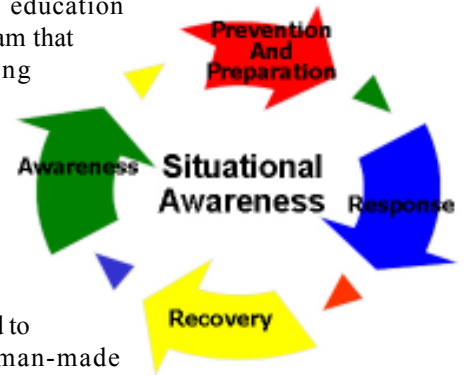 education
am that
ng
Prevention
And
Preparation
Awareness
Situational
Awareness
Response
Recovery
d to
man-made